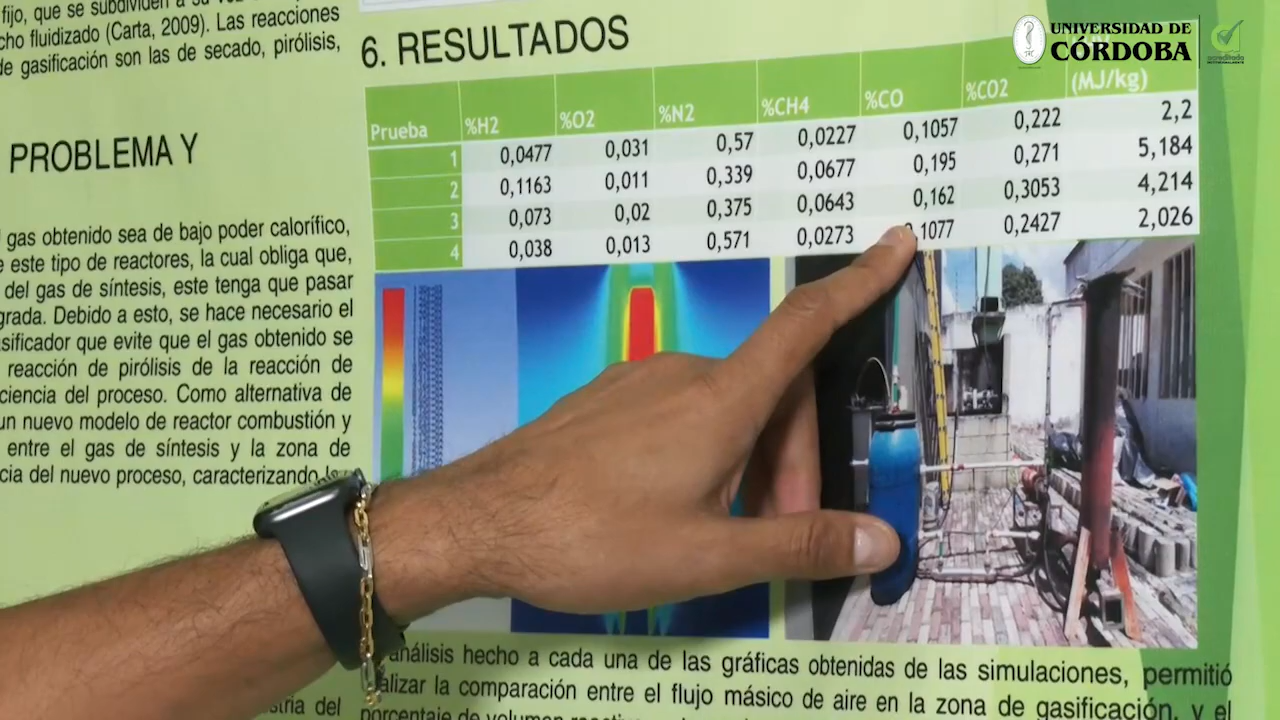 fijo, que se subdividen a su
cho fluidizado (Carta, 2009). Las reacciones
de gasificación son las de secado, pirólisis,
PROBLEMA Y
gas obtenido sea de bajo poder calorífico,
este tipo de reactores, la cual obliga que,
del gas de síntesis, este tenga que pasar
grada. Debido a esto, se hace necesario el
sificador que evite que el gas obtenido se
reacción de pirólisis de la reacción de
ciencia del proceso. Como alternativa de
un nuevo modelo de reactor combustión y
entre el gas de síntesis y la zona de
cia del nuevo proceso, caracterizando
stria del
6. RESULTADOS
Prueba %H2 %O2 %N2 %CH4 %CO %CO2 (MJ/kg)
1 0,0477 0,031 0,57 0,0227 0,1057 0,222 2,2
2 0,1163 0,011 0,339 0,0677 0,195 0,271 5,184
3 0,073 0,02 0,375 0,0643 0,162 0,3053 4,214
4 0,038 0,013 0,571 0,0273 0,1077 0,2427 2,026
análisis hecho a cada una de las gráficas obtenidas de las simulaciones, permitió
alizar la comparación entre el flujo másico de aire en la zona de gasificación, y el
porcentaje de volumen
UNIVERSIDAD DE
CÓRDOBA
acreditada